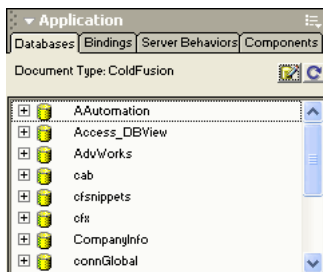 Application
Databases Bindings Server Behaviors Components
Document Type: ColdFusion
AAutomation
Access_DBView
AdvWorks
cab
cfsnippets
cfx
CompanyInfo
connGlobal